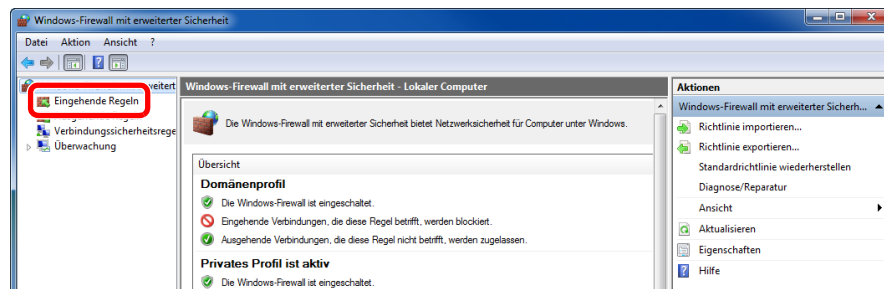 Windows-Firewall mit erweiterter Sicherheit
Datei Aktion Ansicht ?
Eingehende Regeln
Verbindungssicherheitsrege
Überwachung
Windows-Firewall mit erweiterter Sicherheit - Lokaler Computer
Die Windows-Firewall mit erweiterter Sicherheit bietet Netzwerksicherheit für Computer unter Windows.
Übersicht
Domänenprofil
Die Windows-Firewall ist eingeschaltet.
Eingehende Verbindungen, die diese Regel betrifft, werden blockiert.
Ausgehende Verbindungen, die diese Regel nicht betrifft, werden zugelassen.
Privates Profil ist aktiv
Die Windows-Firewall ist eingeschaltet.
Aktionen
Windows-Firewall mit erweiterter Sicherh...
Richtlinie importieren...
Richtlinie exportieren...
Standardrichtlinie wiederherstellen
Diagnose/Reparatur
Ansicht
Aktualisieren
Eigenschaften
Hilfe